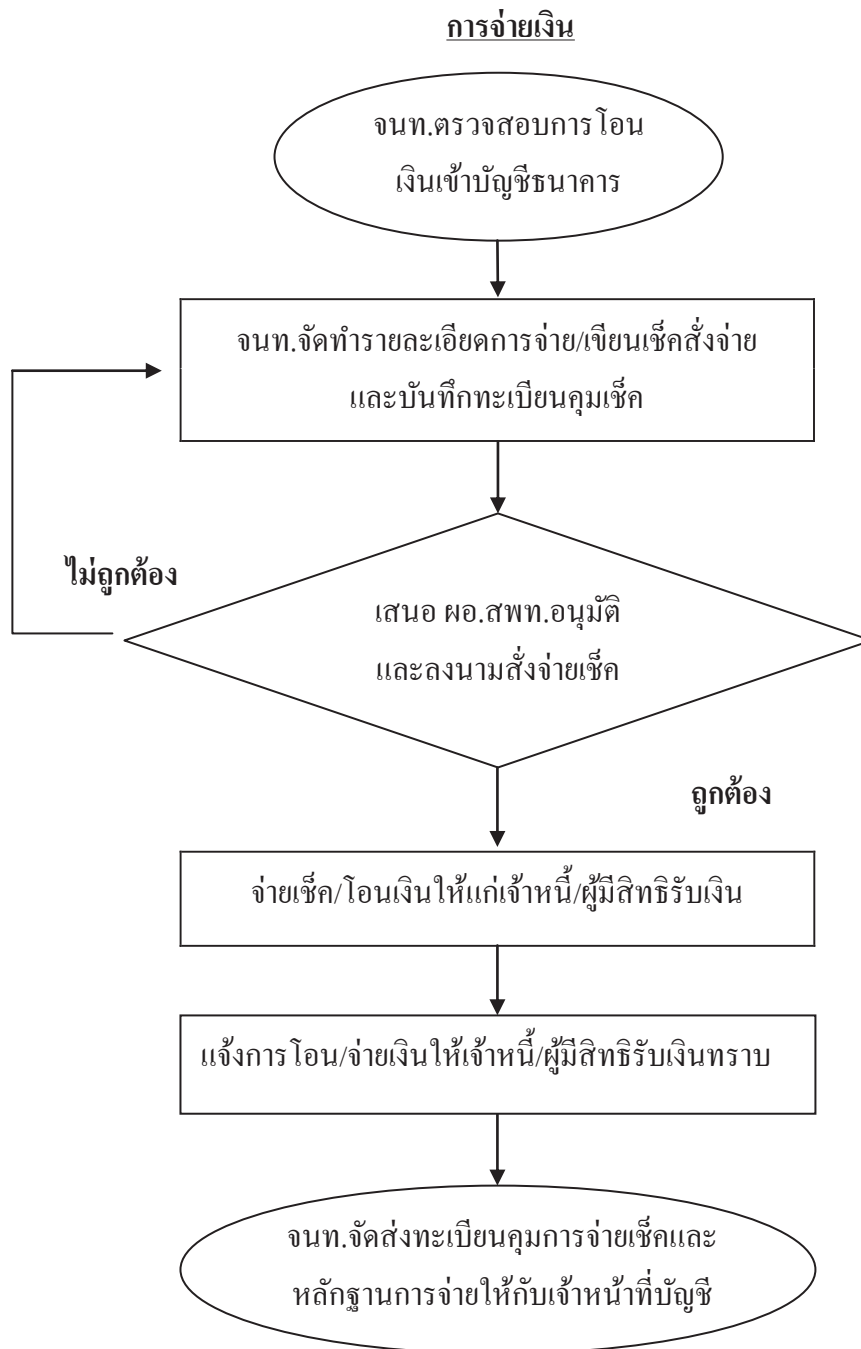 การจ่ายเงิน
จนท.ตรวจสอบการโอน
เงินเข้าบัญชีธนาคาร
จนท.จัดทำรายละเอียดการจ่าย/เขียนเช็คสั่งจ่าย
และบันทึกทะเบียนคุมเช็ค
ไม่ถูกต้อง
เสนอ ผอ.สพท.อนุมัติ
และลงนามสั่งจ่ายเช็ค
ถูกต้อง
จ่ายเช็ค/โอนเงินให้แก่เจ้าหนี้/ผู้มีสิทธิรับเงิน
แจ้งการโอน/จ่ายเงินให้เจ้าหนี้/ผู้มีสิทธิรับเงินทราบ
จนท.จัดส่งทะเบียนคุมการจ่ายเช็คและ
หลักฐานการจ่ายให้กับเจ้าหน้าที่บัญชี